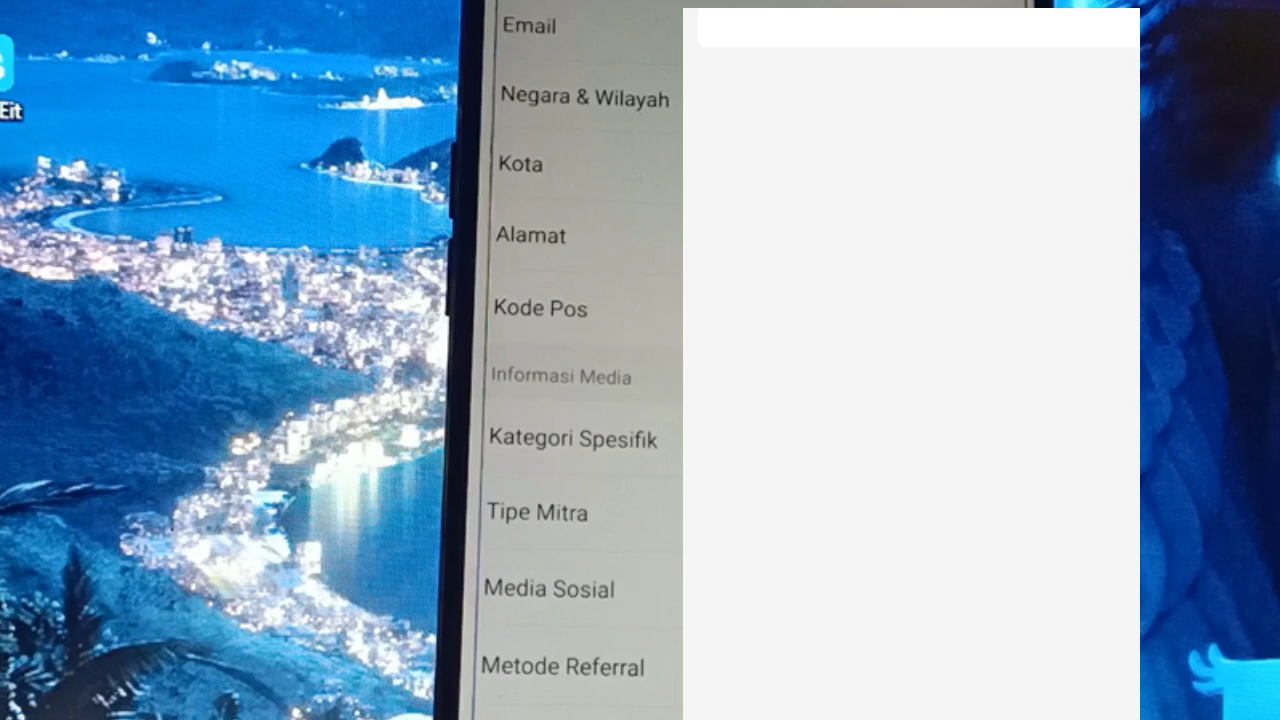 Email
Negara & Wilayah
Kota
Alamat
Kode Pos
Informasi Media
Kategori Spesifik
Tipe Mitra
Media Sosial
Metode Referral
Eit